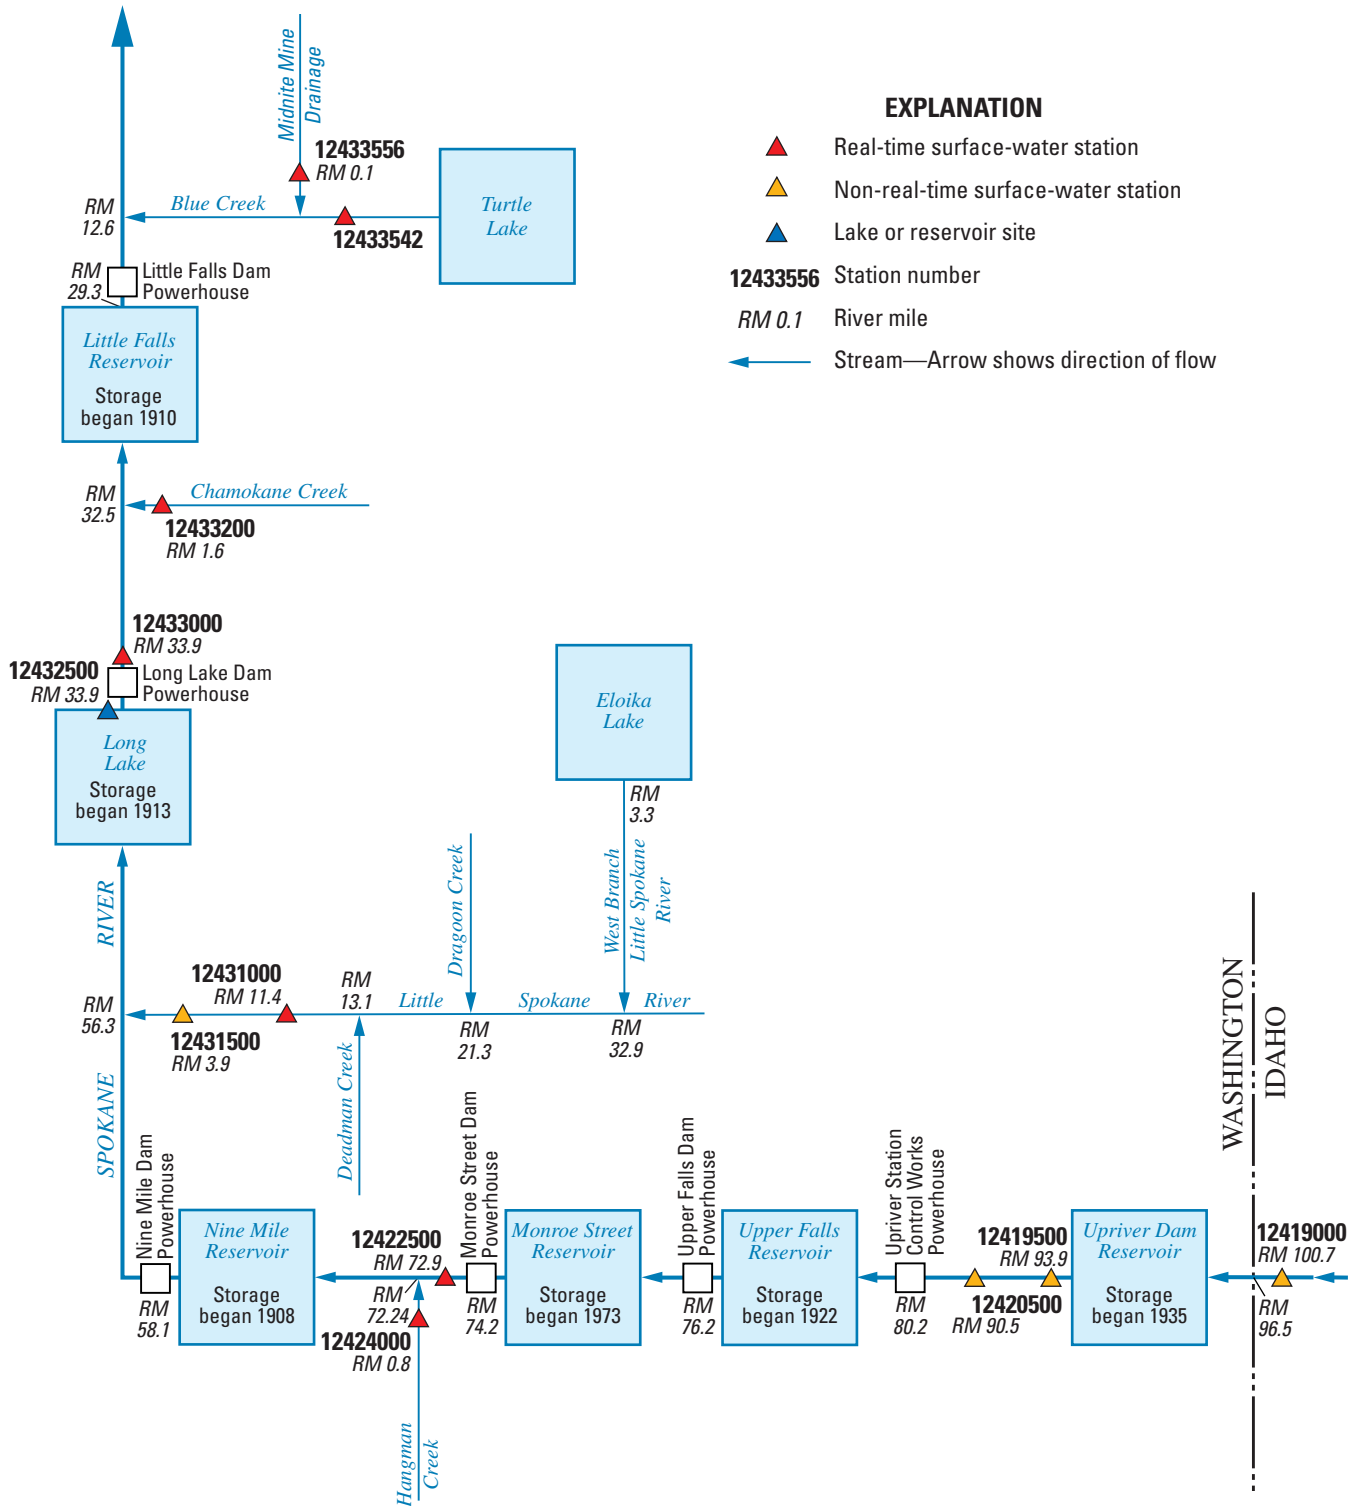 Midnite Mine
Drainage
12433556
RM 0.1
Blue Creek
12433542
Turtle
Lake
RM
12.6
RM
29.3
Little Falls Dam
Powerhouse
Little Falls
Reservoir
Storage
began 1910
EXPLANATION
Real-time surface-water station
Non-real-time surface-water station
Lake or reservoir site
12433556 Station number
RM 0.1 River mile
Stream—Arrow shows direction of flow
RM
32.5
Chamokane Creek
12433200
RM 1.6
12433000
RM 33.9
12432500
RM 33.9
Long Lake Dam
Powerhouse
Long
Lake
Storage
began 1913
Eloika
Lake
RM
3.3
West Branch
Little Spokane
River
Dragoon Creek
SPOKANE RIVER
RM
56.3
12431000
RM 11.4
12431500
RM 3.9
RM
13.1
Little Spokane River
RM
21.3
RM
32.9
Deadman Creek
WASHINGTON
IDAHO
Nine Mile Dam
Powerhouse
RM
58.1
Nine Mile
Reservoir
Storage
began 1908
12422500
RM 72.9
RM
72.24
12424000
RM 0.8
Hangman
Creek
Monroe Street Dam
Powerhouse
RM
74.2
Monroe Street
Reservoir
Storage
began 1973
Upper Falls Dam
Powerhouse
RM
76.2
Upper Falls
Reservoir
Storage
began 1922
Upriver Station
Control Works
Powerhouse
RM
80.2
12419500
RM 93.9
12420500
RM 90.5
Upriver Dam
Reservoir
Storage
began 1935
12419000
RM 100.7
RM
96.5